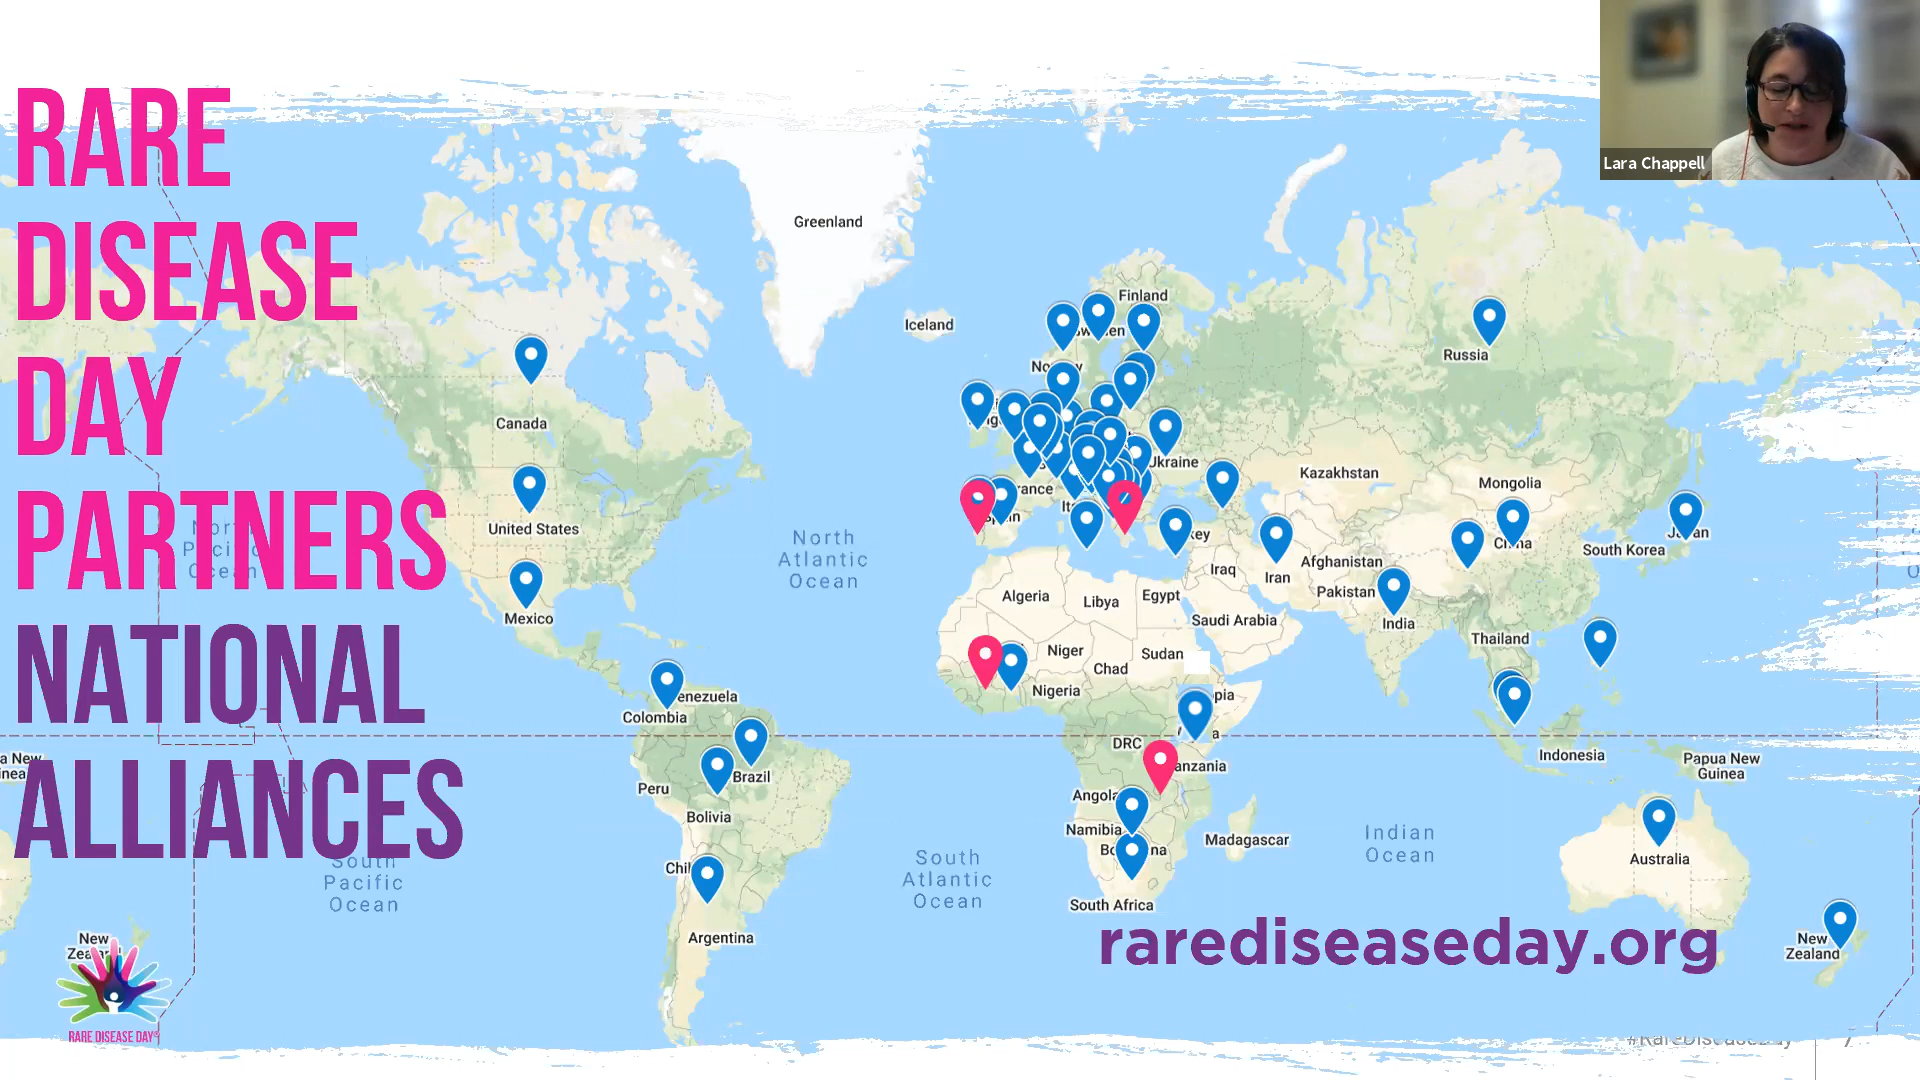 RARE
DISEASE
DAY
PARTNERS
NATIONAL
ALLIANCES
Lara Chappell
Greenland
Iceland
Finland
Russia
Canada
Ukraine
Kazakhstan
Mongolia
United States
North
Atlantic
Ocean
South Korea
Afghanistan
Iraq
Iran
Pakistan
Algeria
Libya
Egypt
Mexico
Saudi Arabia
India
Thailand
Niger
Sudan
Chad
Nigeria
Colombia
DRC
Indonesia
Papua New
Guinea
Brazil
Peru
Bolivia
Namibia
Madagascar
Indian
Ocean
South
Atlantic
Ocean
Australia
South
Pacific
Ocean
South Africa
Argentina
New
Zealand
New
rarediseaseday.org
RARE DISEASE DAY®